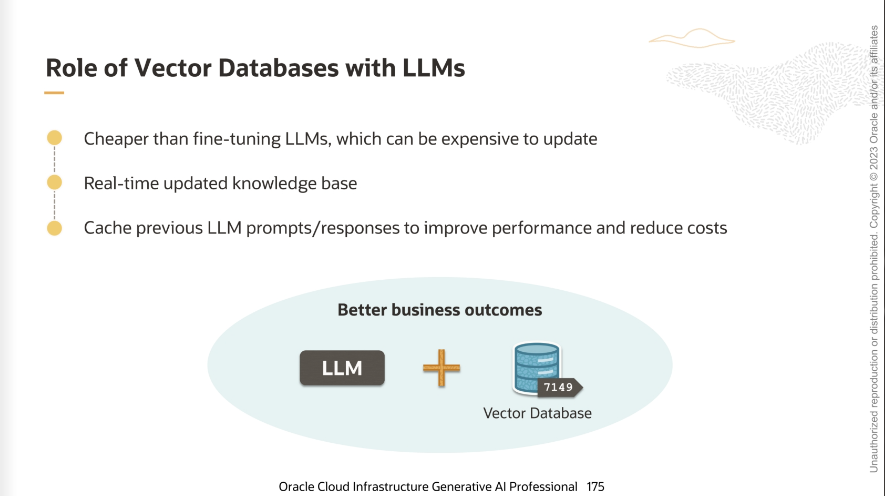 Role of Vector Databases with LLMs
Cheaper than fine-tuning LLMs, which can be expensive to update
Real-time updated knowledge base
Cache previous LLM prompts/responses to improve performance and reduce costs
Better business outcomes
LLM
7149
Vector Database
Oracle Cloud Infrastructure Generative AI Professional 175
Unauthorized reproduction or distribution prohibited. Copyright © 2023 Oracle and/or its affiliates